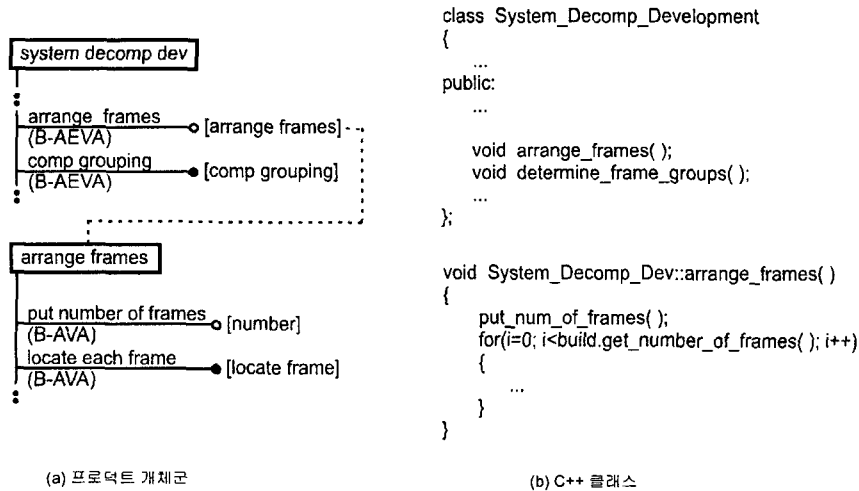 system decomp dev
arrange frames
(B-AEVA)
[arrange frames]
comp grouping
(B-AEVA)
[comp grouping]
arrange frames
put number of frames
(B-AVA)
[number]
locate each frame
(B-AVA)
[locate frame]
(a) 프로덕트 개체군
class System_Decomp_Development
{
...
public:
...
void arrange_frames( );
void determine_frame_groups( );
...
};
void System_Decomp_Dev::arrange_frames( )
{
put_num_of_frames( );
for(i=0; i<build.get_number_of_frames( ); i++)
{
...
}
}
(b) C++ 클래스